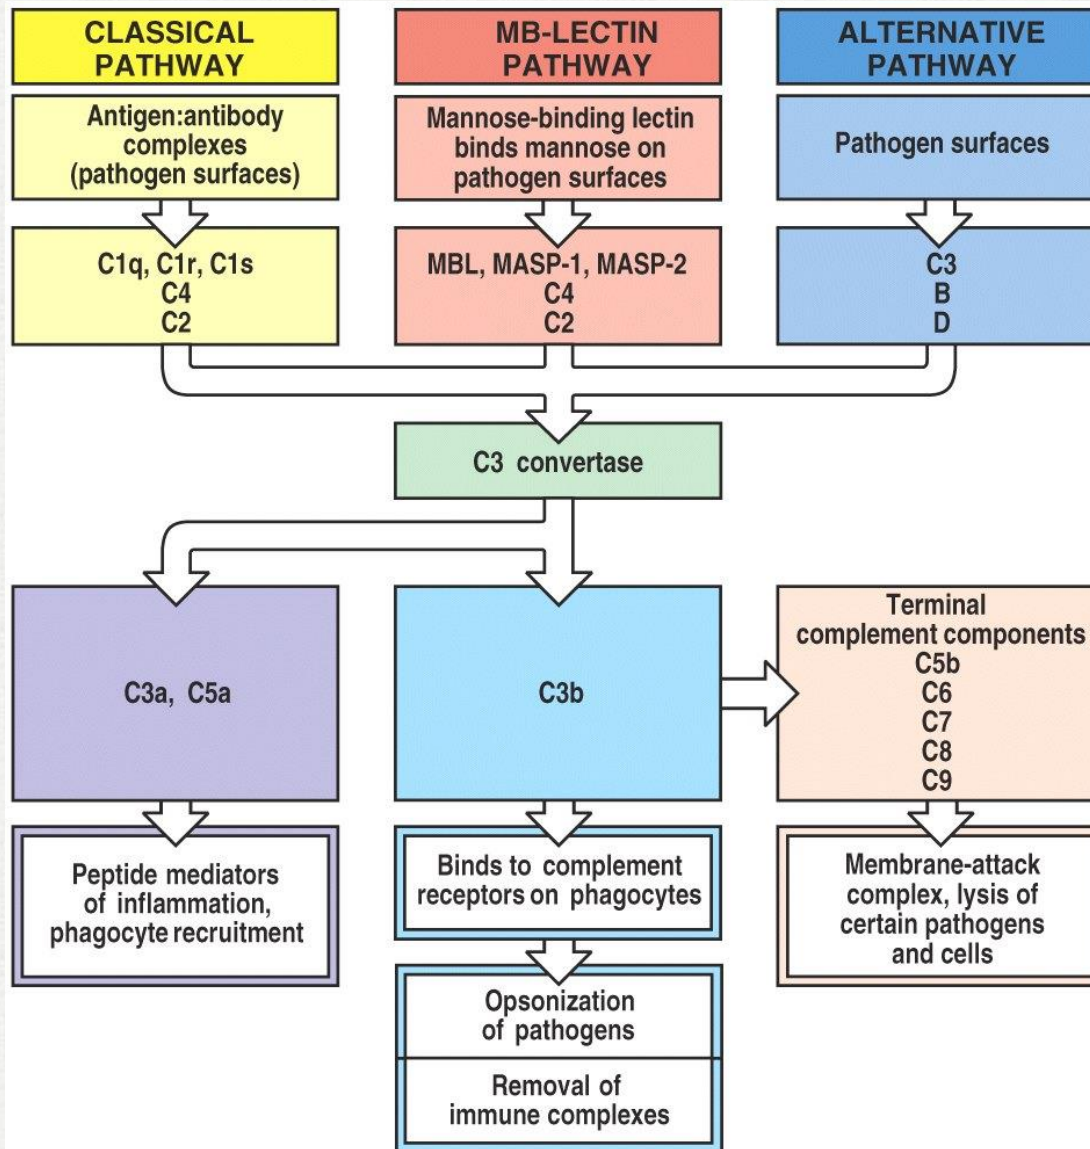 CLASSICAL
PATHWAY
MB-LECTIN
PATHWAY
ALTERNATIVE
PATHWAY
Antigen:antibody
complexes
(pathogen surfaces)
Mannose-binding lectin
binds mannose on
pathogen surfaces
Pathogen surfaces
C1q, C1r, C1s
C4
C2
MBL, MASP-1, MASP-2
C4
C2
C3
B
D
C3 convertase
C3a, C5a
C3b
Terminal
complement components
C5b
C6
C7
C8
C9
Peptide mediators
of inflammation,
phagocyte recruitment
Binds to complement
receptors on phagocytes
Membrane-attack
complex, lysis of
certain pathogens
and cells
Opsonization
of pathogens
Removal of
immune complexes